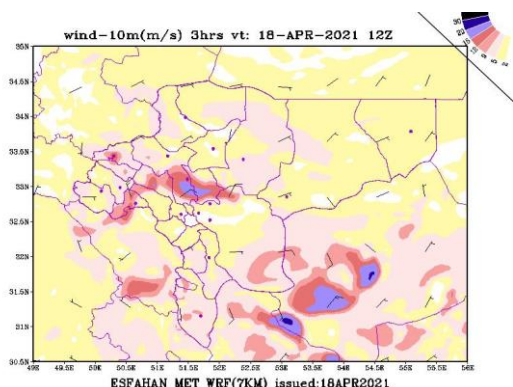 wind-10m(m/s) 3hrs vt: 18-APR-2021 12Z
35N
34.5N
34N
33.5N
33N
32.5N
32N
31.5N
31N
30.5N
49E 49.5E 50E 50.5E 51E 51.5E 52E 52.5E 53E 53.5E 54E 54.5E 55E 55.5E 56E
ESFAHAN MET WRF(7KM) issued:18APR2021